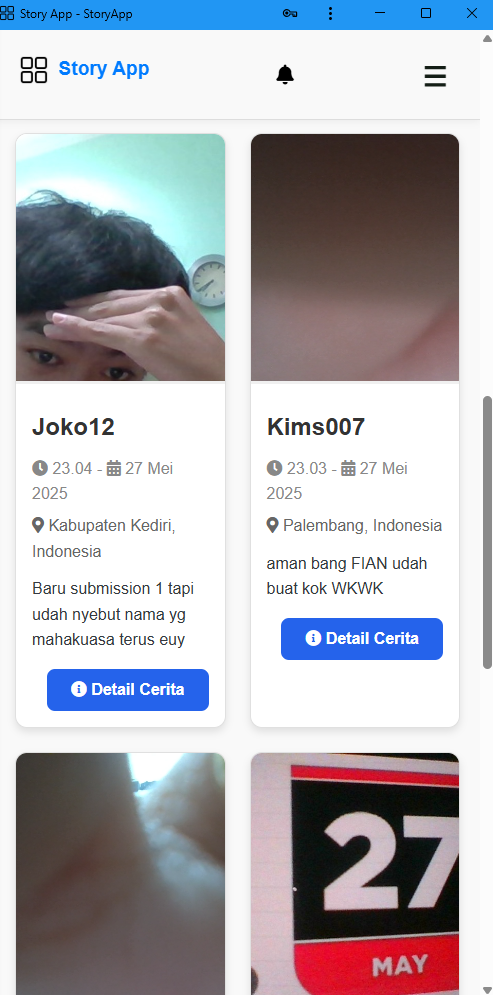 Story App - StoryApp
Story App
Joko12
23.04 - 27 Mei
2025
Kabupaten Kediri,
Indonesia
Baru submission 1 tapi
udah nyebut nama yg
mahakuasa terus euy
Detail Cerita
Kims007
23.03 - 27 Mei
2025
Palembang, Indonesia
aman bang FIAN udah
buat kok WKWK
Detail Cerita
27
MAY